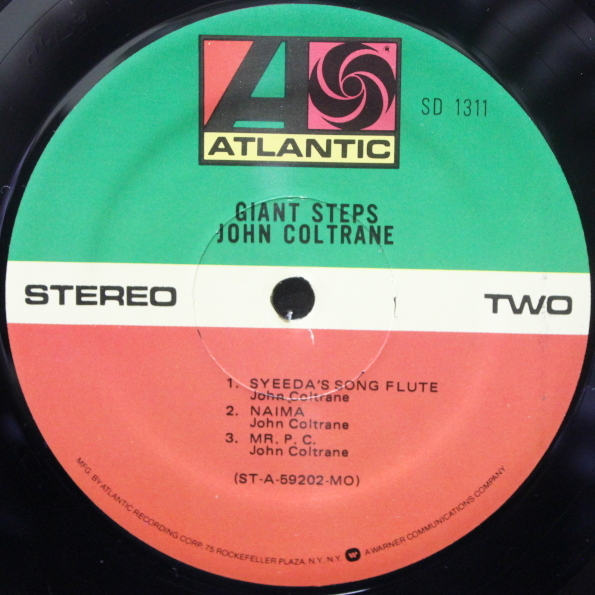 ATLANTIC
SD 1311
GIANT STEPS
JOHN COLTRANE
STEREO TWO
1. SYEEDA'S SONG FLUTE
John Coltrane
2. NAIMA
John Coltrane
3. MR. P. C.
John Coltrane
(ST-A-59202-MO)
MFG. BY ATLANTIC RECORDING CORP. 75 ROCKEFELLER PLAZA, N.Y., N.Y. A WARNER COMMUNICATIONS COMPANY